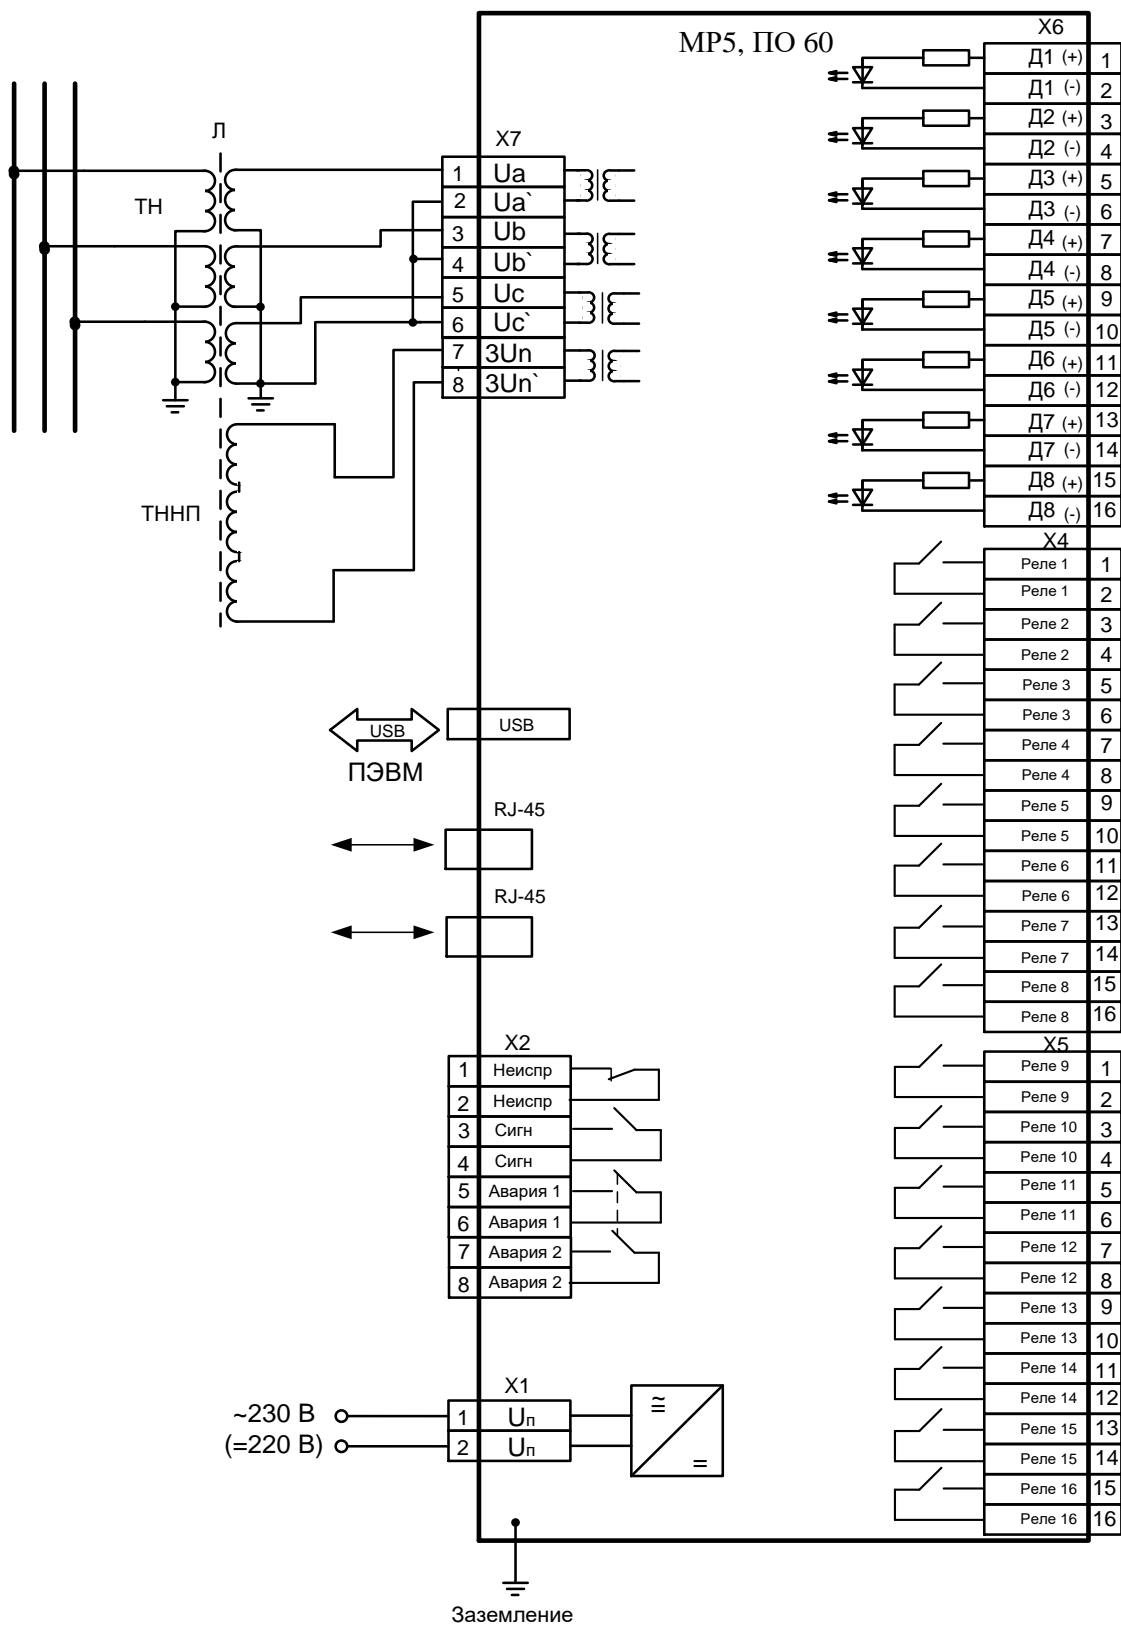 МР5, ПО 60
Л
ТН
ТННП
X7
1 Ua
2 Ua`
3 Ub
4 Ub`
5 Uc
6 Uc`
7 3Un
8 3Un`
USB
USB
ПЭВМ
RJ-45
RJ-45
X2
1 Неиспр
2 Неиспр
3 Сигн
4 Сигн
5 Авария 1
6 Авария 1
7 Авария 2
8 Авария 2
X1
~230 В
(=220 В)
1 Uп
2 Uп
≅
=
Заземление
X6
Д1 (+) 1
Д1 (-) 2
Д2 (+) 3
Д2 (-) 4
Д3 (+) 5
Д3 (-) 6
Д4 (+) 7
Д4 (-) 8
Д5 (+) 9
Д5 (-) 10
Д6 (+) 11
Д6 (-) 12
Д7 (+) 13
Д7 (-) 14
Д8 (+) 15
Д8 (-) 16
X4
Реле 1 1
Реле 1 2
Реле 2 3
Реле 2 4
Реле 3 5
Реле 3 6
Реле 4 7
Реле 4 8
Реле 5 9
Реле 5 10
Реле 6 11
Реле 6 12
Реле 7 13
Реле 7 14
Реле 8 15
Реле 8 16
X5
Реле 9 1
Реле 9 2
Реле 10 3
Реле 10 4
Реле 11 5
Реле 11 6
Реле 12 7
Реле 12 8
Реле 13 9
Реле 13 10
Реле 14 11
Реле 14 12
Реле 15 13
Реле 15 14
Реле 16 15
Реле 16 16